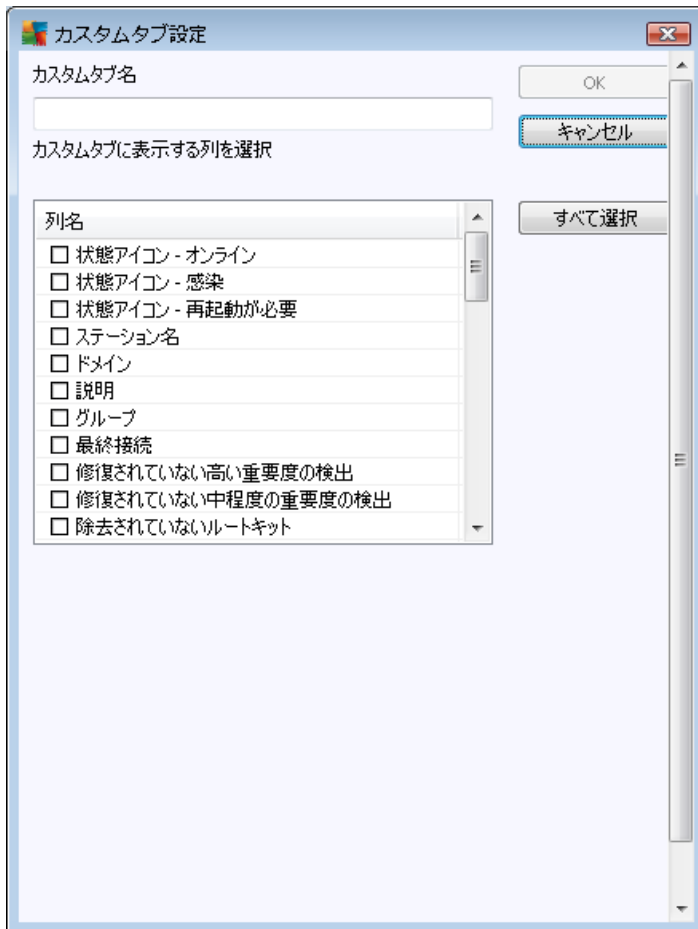 カスタムタブ設定
カスタムタブ名
OK
キャンセル
カスタムタブに表示する列を選択
すべて選択
列名
状態アイコン - オンライン
状態アイコン - 感染
状態アイコン - 再起動が必要
ステーション名
ドメイン
説明
グループ
最終接続
修復されていない高い重要度の検出
修復されていない中程度の重要度の検出
除去されていないルートキット